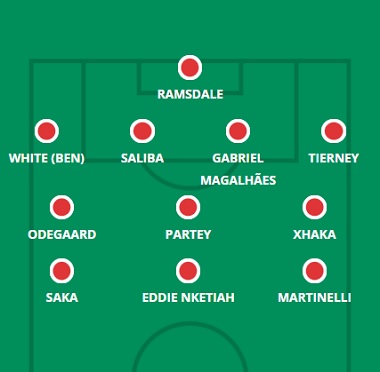 RAMSDALE
WHITE (BEN) SALIBA GABRIEL TIERNEY
MAGALHÃES
ODEGAARD PARTEY XHAKA
SAKA EDDIE NKETIAH MARTINELLI